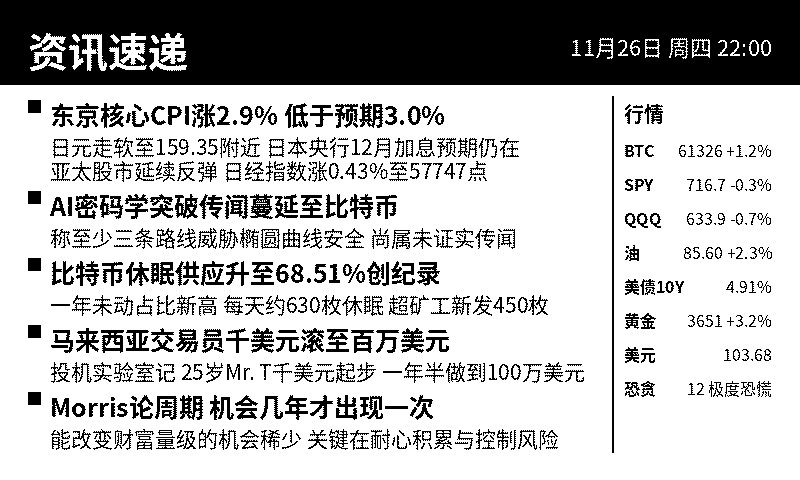 资讯速递
11月26日 周四 22:00
东京核心CPI涨2.9% 低于预期3.0%
日元走软至159.35附近 日本央行12月加息预期仍在
亚太股市延续反弹 日经指数涨0.43%至57747点
AI密码学突破传闻蔓延至比特币
称至少三条路线威胁椭圆曲线安全 尚属未证实传闻
比特币休眠供应升至68.51%创纪录
一年未动占比新高 每天约630枚休眠 超矿工新发450枚
马来西亚交易员千美元滚至百万美元
投机实验室记 25岁Mr. T千美元起步 一年半做到100万美元
Morris论周期 机会几年才出现一次
能改变财富量级的机会稀少 关键在耐心积累与控制风险
行情
BTC 61326 +1.2%
SPY 716.7 -0.3%
QQQ 633.9 -0.7%
油 85.60 +2.3%
美债10Y 4.91%
黄金 3651 +3.2%
美元 103.68
恐贪 12 极度恐慌